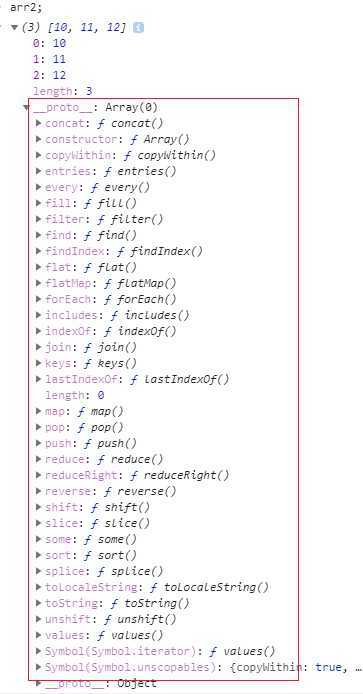 arr2;
(3) [10, 11, 12] i
0: 10
1: 11
2: 12
length: 3
__proto__: Array(0)
concat: ƒ concat()
constructor: ƒ Array()
copyWithin: ƒ copyWithin()
entries: ƒ entries()
every: ƒ every()
fill: ƒ fill()
filter: ƒ filter()
find: ƒ find()
findIndex: ƒ findIndex()
flat: ƒ flat()
flatMap: ƒ flatMap()
forEach: ƒ forEach()
includes: ƒ includes()
indexOf: ƒ indexOf()
join: ƒ join()
keys: ƒ keys()
lastIndexOf: ƒ lastIndexOf()
length: 0
map: ƒ map()
pop: ƒ pop()
push: ƒ push()
reduce: ƒ reduce()
reduceRight: ƒ reduceRight()
reverse: ƒ reverse()
shift: ƒ shift()
slice: ƒ slice()
some: ƒ some()
sort: ƒ sort()
splice: ƒ splice()
toLocaleString: ƒ toLocaleString()
toString: ƒ toString()
unshift: ƒ unshift()
values: ƒ values()
Symbol(Symbol.iterator): ƒ values()
Symbol(Symbol.unscopables): {copyWithin: true,
__proto__: Object